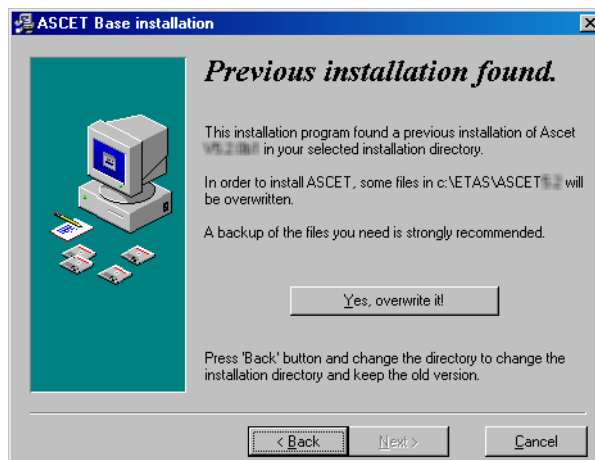 ASCET Base installation
Previous installation found.
This installation program found a previous installation of Ascet
in your selected installation directory.
In order to install ASCET, some files in c:\ETAS\ASCET will
be overwritten.
A backup of the files you need is strongly recommended.
Yes, overwrite it!
Press 'Back' button and change the directory to change the
installation directory and keep the old version.
< Back
Next >
Cancel